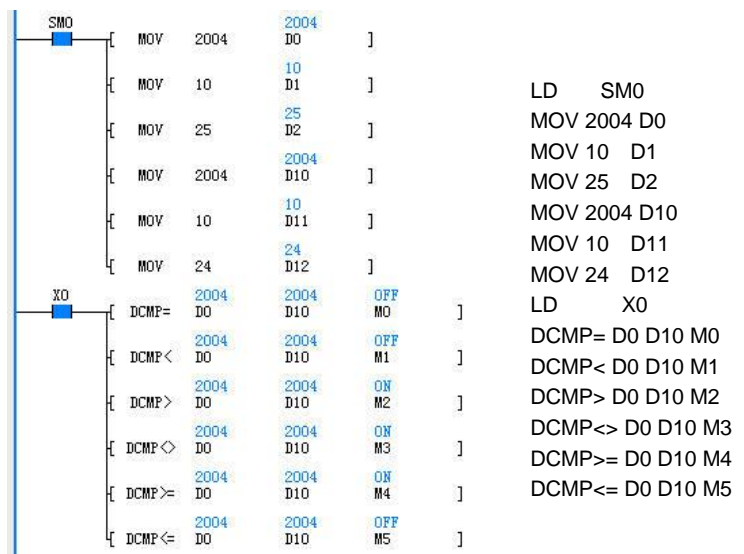 SM0
2004
[ MOV 2004 D0 ]
10
[ MOV 10 D1 ]
25
[ MOV 25 D2 ]
2004
[ MOV 2004 D10 ]
10
[ MOV 10 D11 ]
24
[ MOV 24 D12 ]
X0
2004 2004 OFF
[ DCMP= D0 D10 M0 ]
2004 2004 OFF
[ DCMP< D0 D10 M1 ]
2004 2004 ON
[ DCMP> D0 D10 M2 ]
2004 2004 ON
[ DCMP<> D0 D10 M3 ]
2004 2004 ON
[ DCMP>= D0 D10 M4 ]
2004 2004 OFF
[ DCMP<= D0 D10 M5 ]
LD SM0
MOV 2004 D0
MOV 10 D1
MOV 25 D2
MOV 2004 D10
MOV 10 D11
MOV 24 D12
LD X0
DCMP= D0 D10 M0
DCMP< D0 D10 M1
DCMP> D0 D10 M2
DCMP<> D0 D10 M3
DCMP>= D0 D10 M4
DCMP<= D0 D10 M5